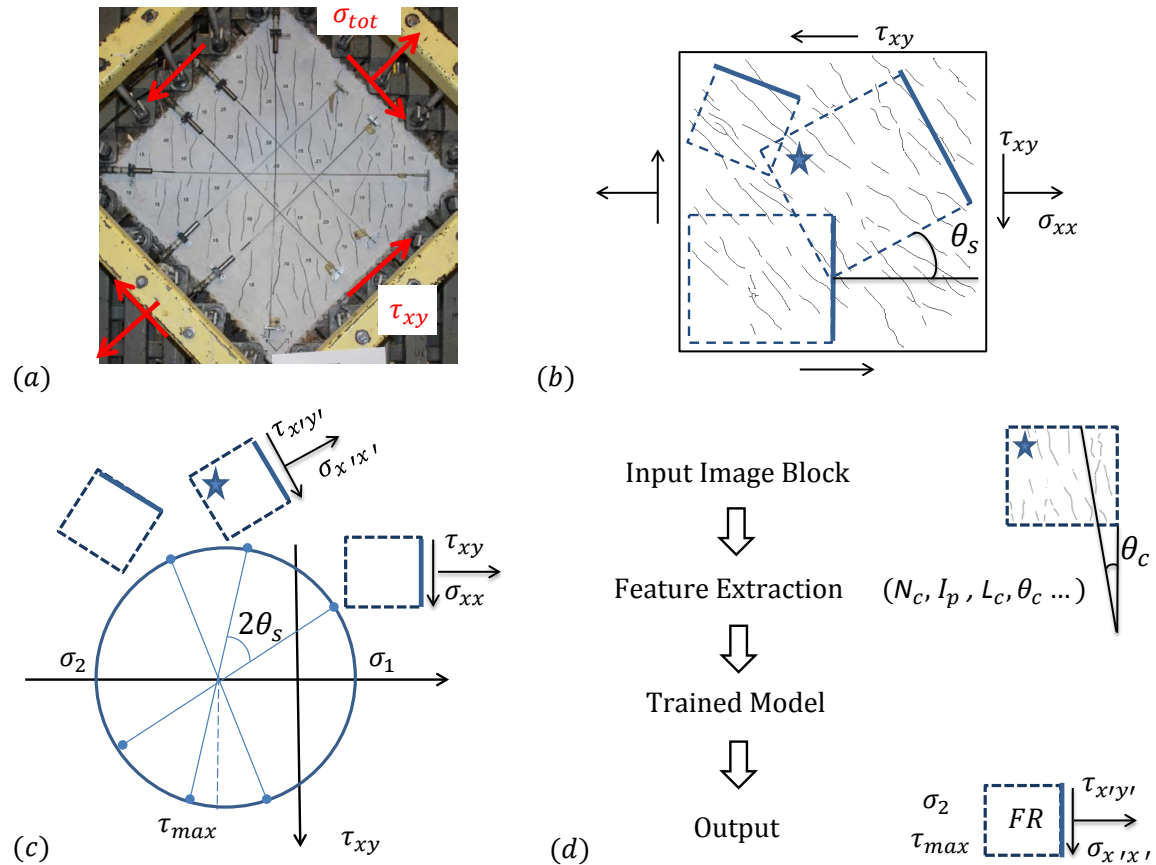 σ_tot
τ_xy
(a)
τ_xy
τ_xy
σ_xx
θ_s
(b)
τ_x'y'
σ_x'x'
τ_xy
σ_xx
2θ_s
σ_2
σ_1
τ_max
τ_xy
(c)
Input Image Block
θ_c
Feature Extraction (N_c, I_p , L_c, θ_c ... )
Trained Model
τ_x'y'
σ_2
FR
τ_max
Output
σ_x'x'
(d)